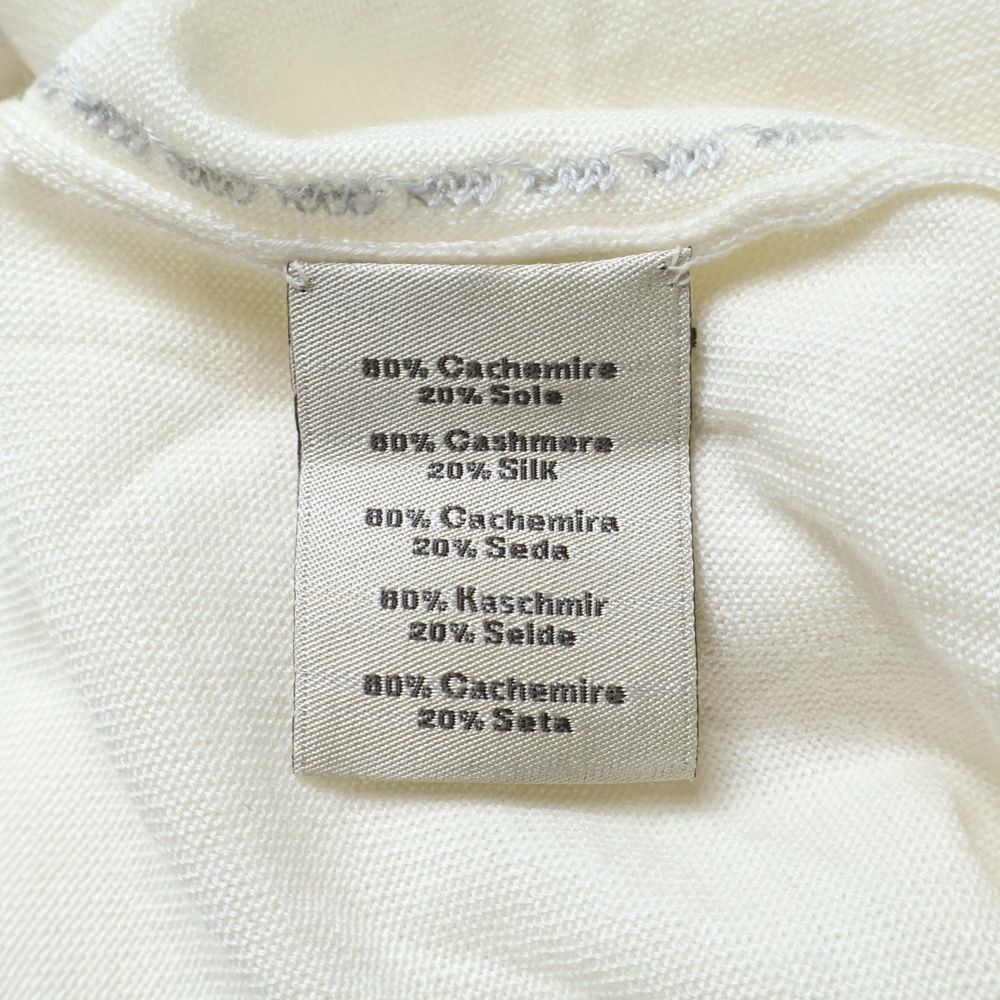 80% Cachemire
20% Soie
80% Cashmere
20% Silk
80% Cachemira
20% Seda
80% Kaschmir
20% Seide
80% Cachemire
20% Seta